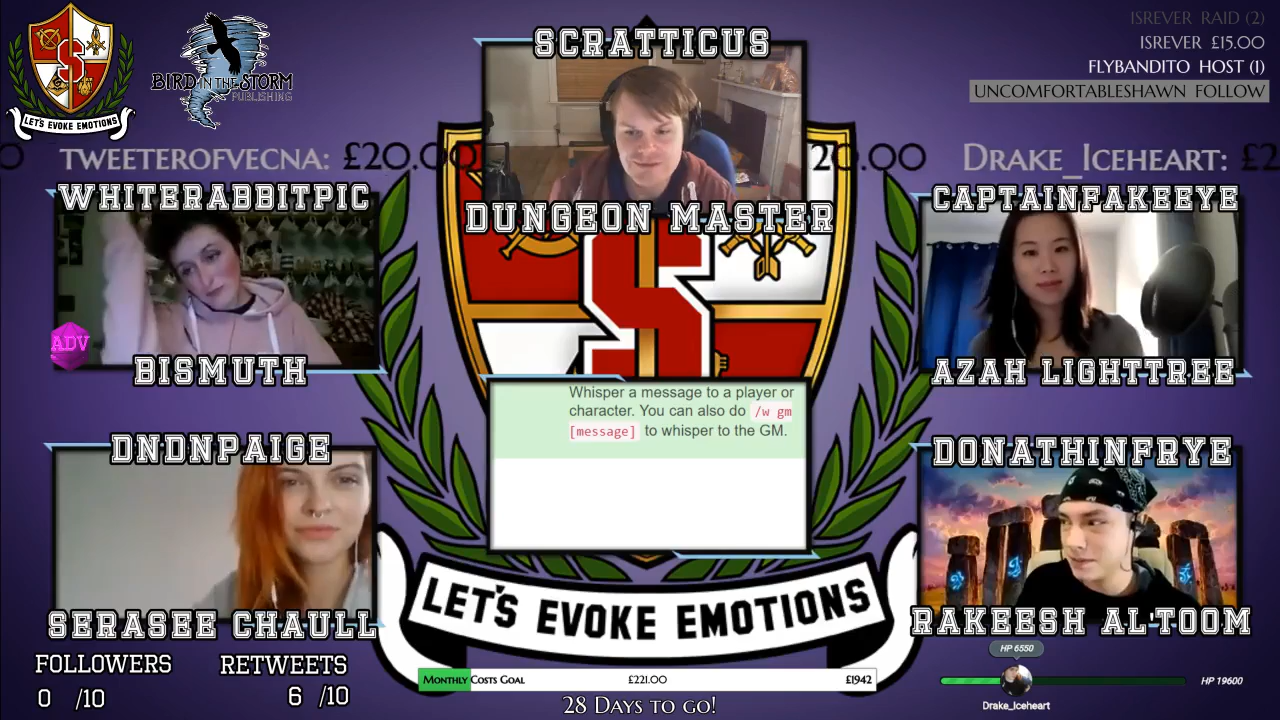 ISREVER RAID (2)
ISREVER £15.00
FLYBANDITO HOST (1)
UNCOMFORTABLESHAWN FOLLOW
S
LET'S EVOKE EMOTIONS
BIRD IN THE STORM
PUBLISHING
SCRATTICUS
DUNGEON MASTER
TWEETEROFVECNA: £20.00
20.00
DRAKE_ICEHEART: £2
WHITERABBITPIC
ADV
BISMUTH
CAPTAINFAKEEYE
AZAH LIGHTTREE
S
Whisper a message to a player or
character. You can also do /w gm
[message] to whisper to the GM.
DNDNPAIGE
SERASEE CHAULL
DONATHINFRYE
RAKEESH ALTOOM
LET'S EVOKE EMOTIONS
FOLLOWERS
0 /10
RETWEETS
6 /10
MONTHLY COSTS GOAL £221.00 £1942
28 DAYS TO GO!
HP 6550
HP 19600
Drake_Iceheart